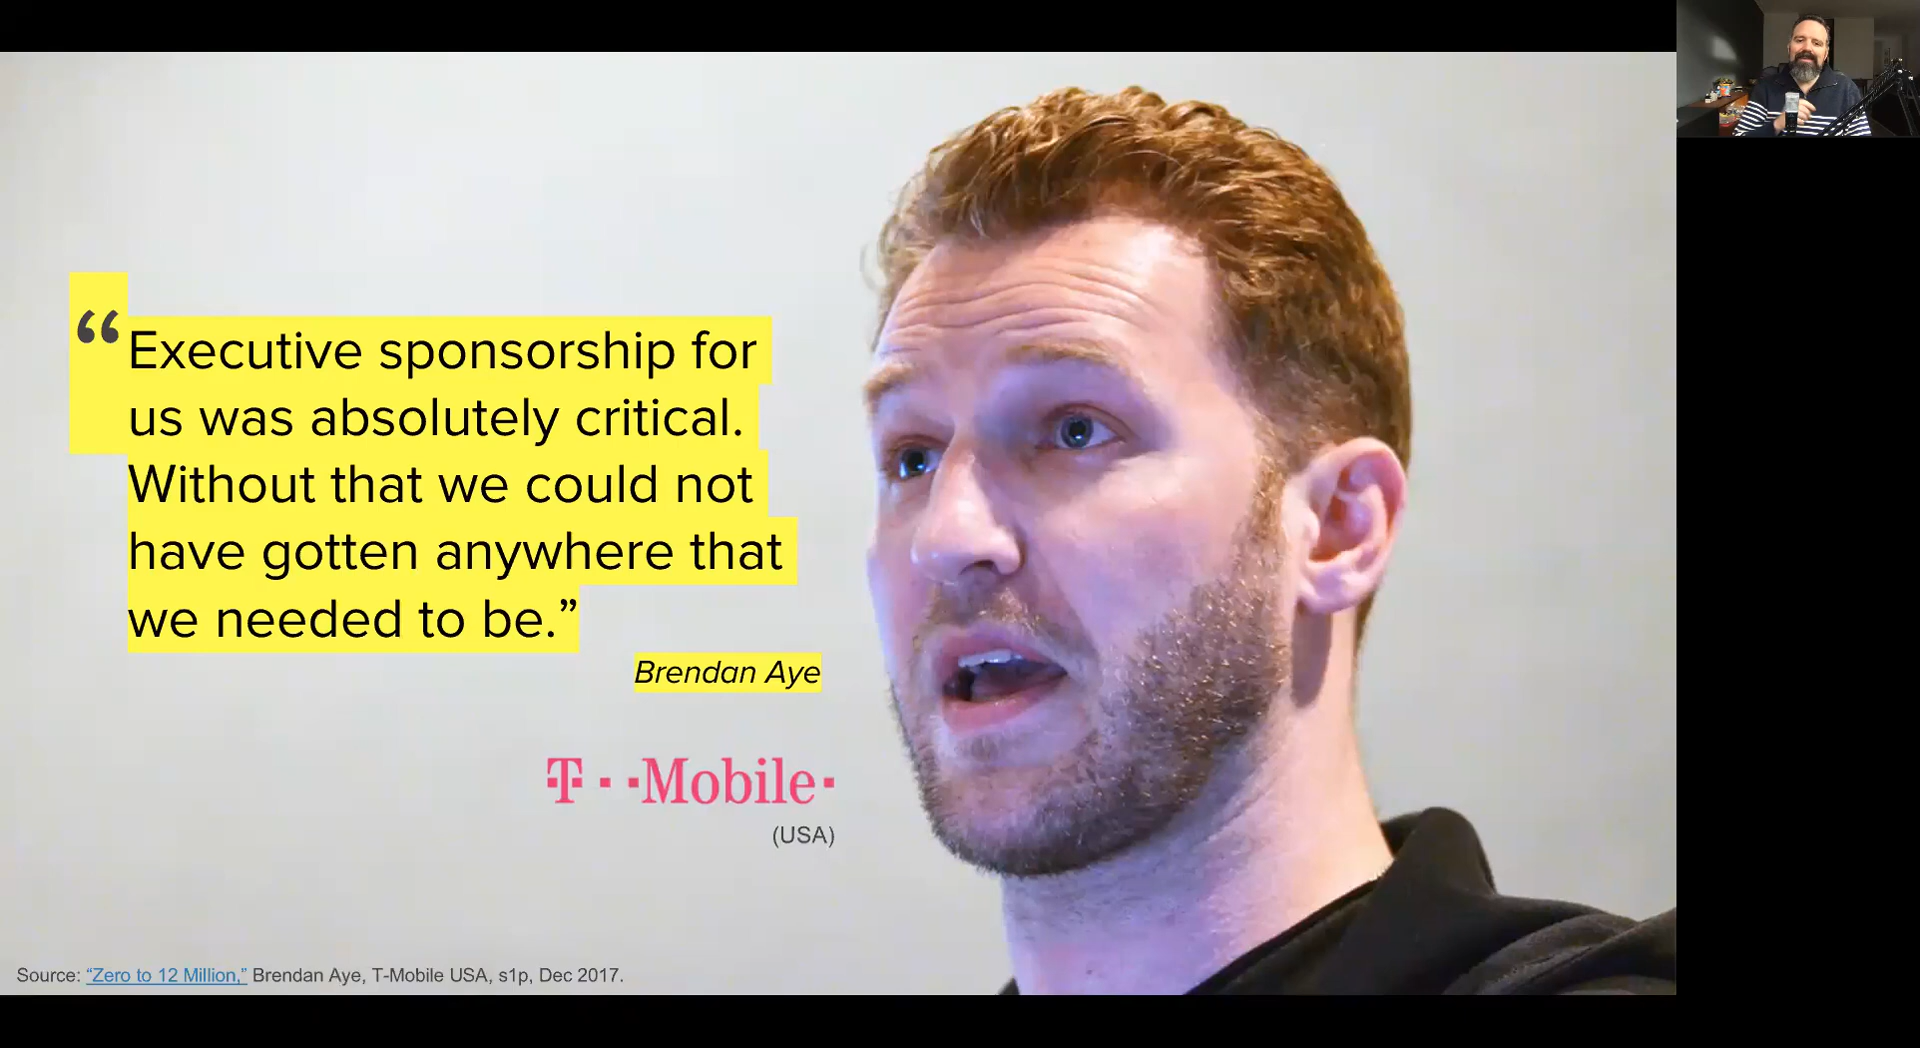 “Executive sponsorship for
us was absolutely critical.
Without that we could not
have gotten anywhere that
we needed to be.”
Brendan Aye
T··Mobile·
(USA)
Source: “Zero to 12 Million,” Brendan Aye, T-Mobile USA, s1p, Dec 2017.